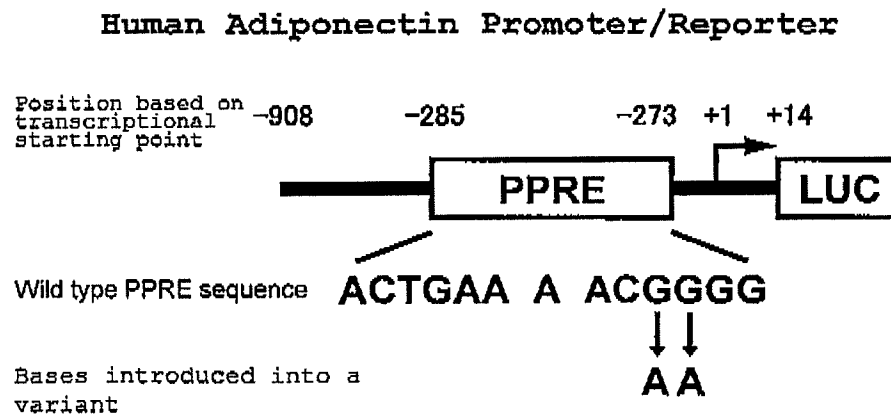 Human Adiponectin Promoter/Reporter
Position based on
transcriptional
starting point
−908 −285 −273 +1 +14
PPRE LUC
Wild type PPRE sequence ACTGAA A ACGGGG
Bases introduced into a
variant
AA